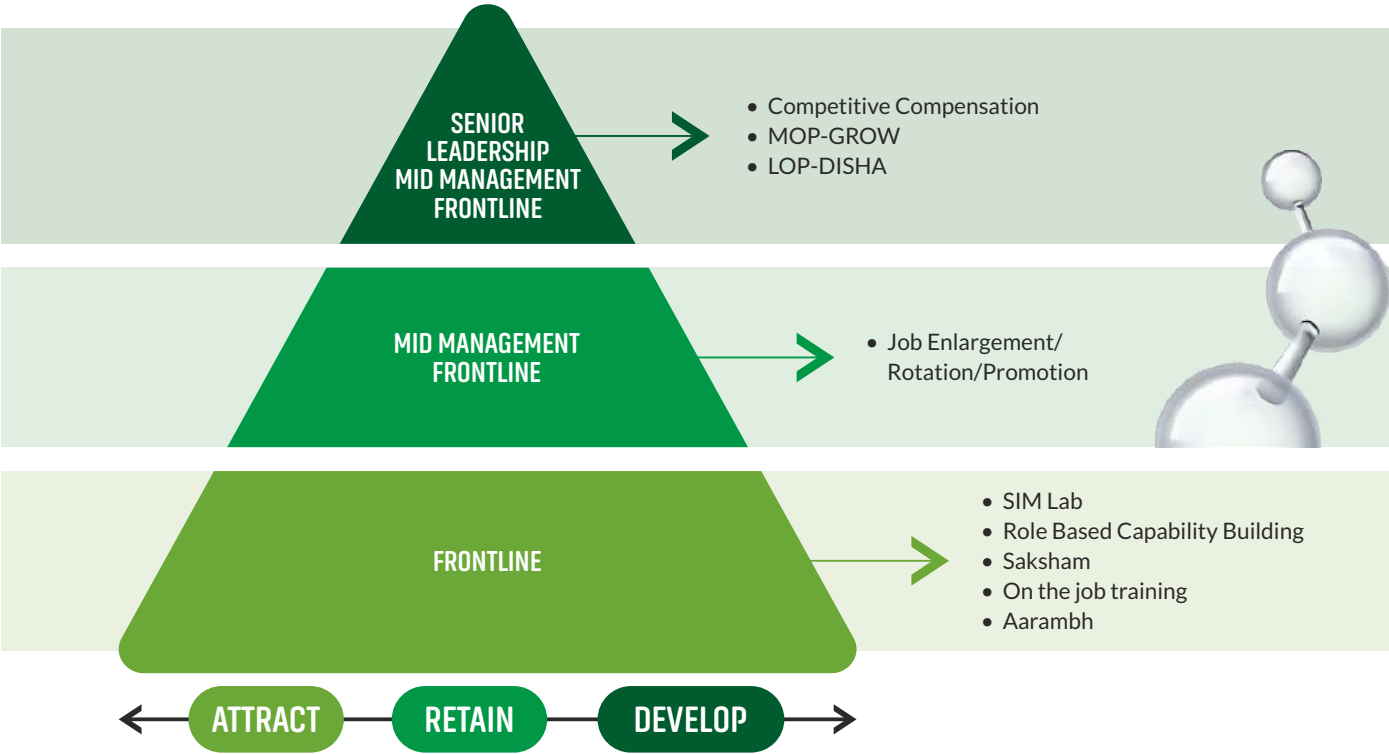 SENIOR
LEADERSHIP
MID MANAGEMENT
FRONTLINE
• Competitive Compensation
• MOP-GROW
• LOP-DISHA
MID MANAGEMENT
FRONTLINE
• Job Enlargement/
Rotation/Promotion
FRONTLINE
• SIM Lab
• Role Based Capability Building
• Saksham
• On the job training
• Aarambh
ATTRACT
RETAIN
DEVELOP